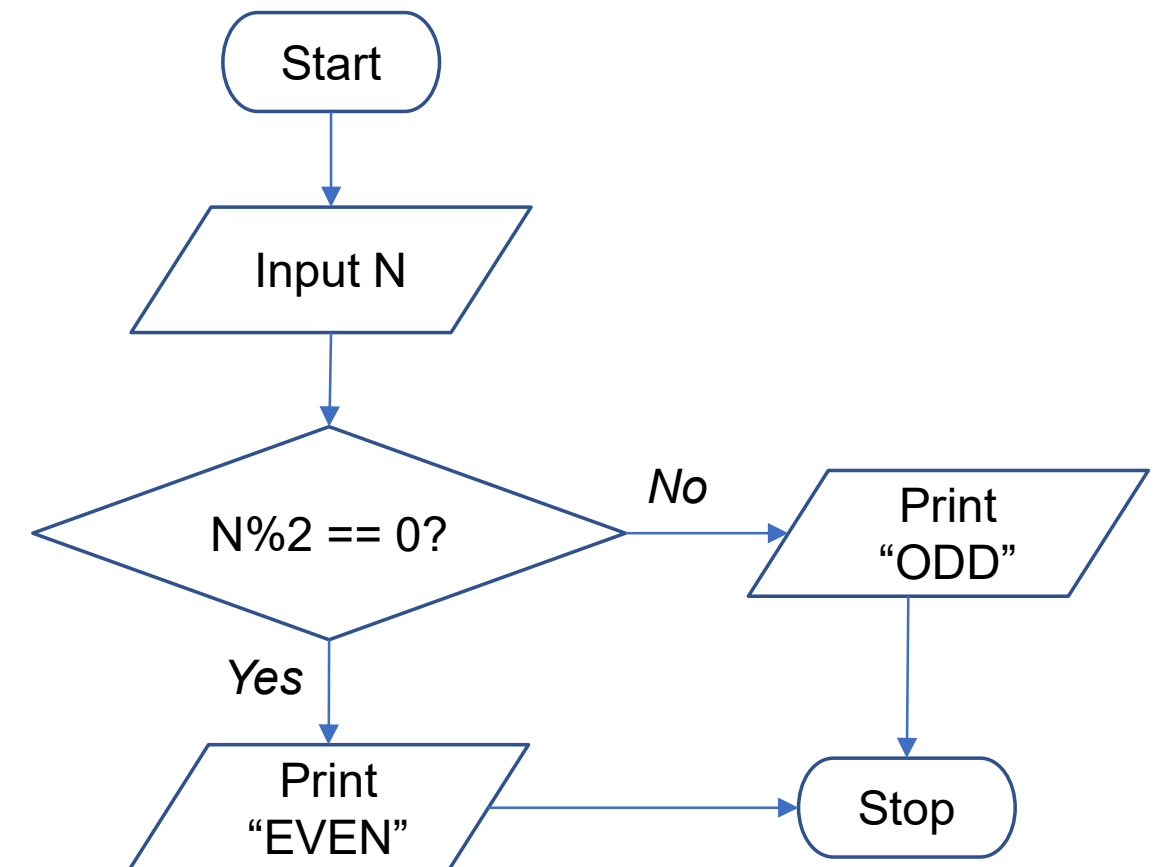 Start
Input N
N%2 == 0?
No
Print
“ODD”
Yes
Print
“EVEN”
Stop